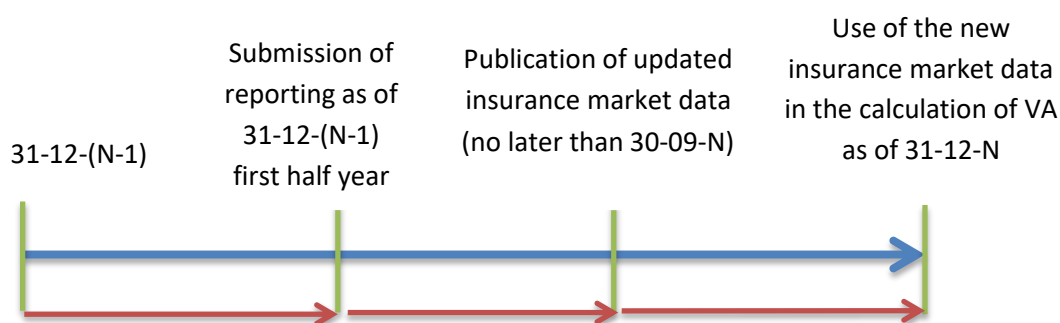 31-12-(N-1)
Submission of
reporting as of
31-12-(N-1)
first half year
Publication of updated
insurance market data
(no later than 30-09-N)
Use of the new
insurance market data
in the calculation of VA
as of 31-12-N